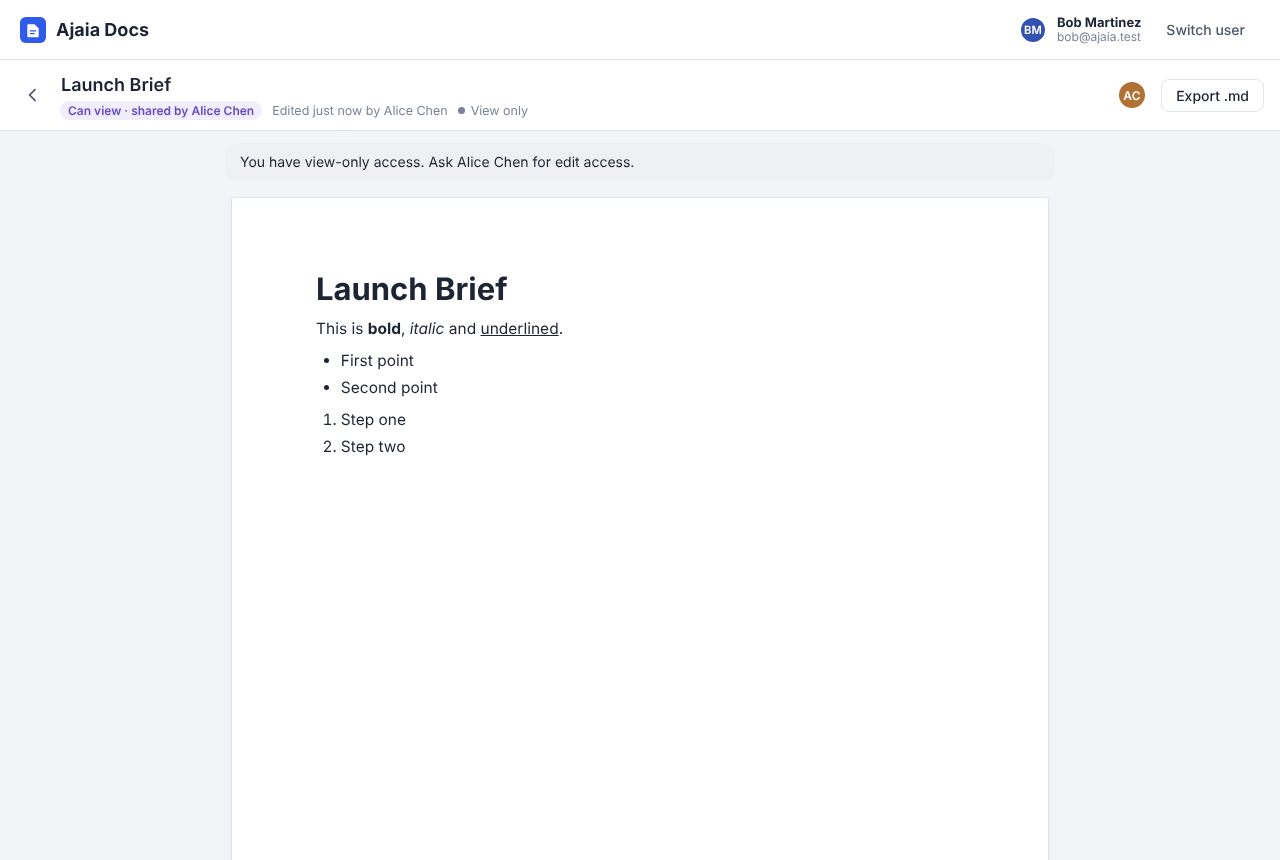 Ajaia Docs
BM
Bob Martinez
bob@ajaia.test
Switch user
Launch Brief
Can view · shared by Alice Chen
Edited just now by Alice Chen
View only
AC
Export .md
You have view-only access. Ask Alice Chen for edit access.
Launch Brief
This is bold, italic and underlined.
• First point
• Second point
1. Step one
2. Step two